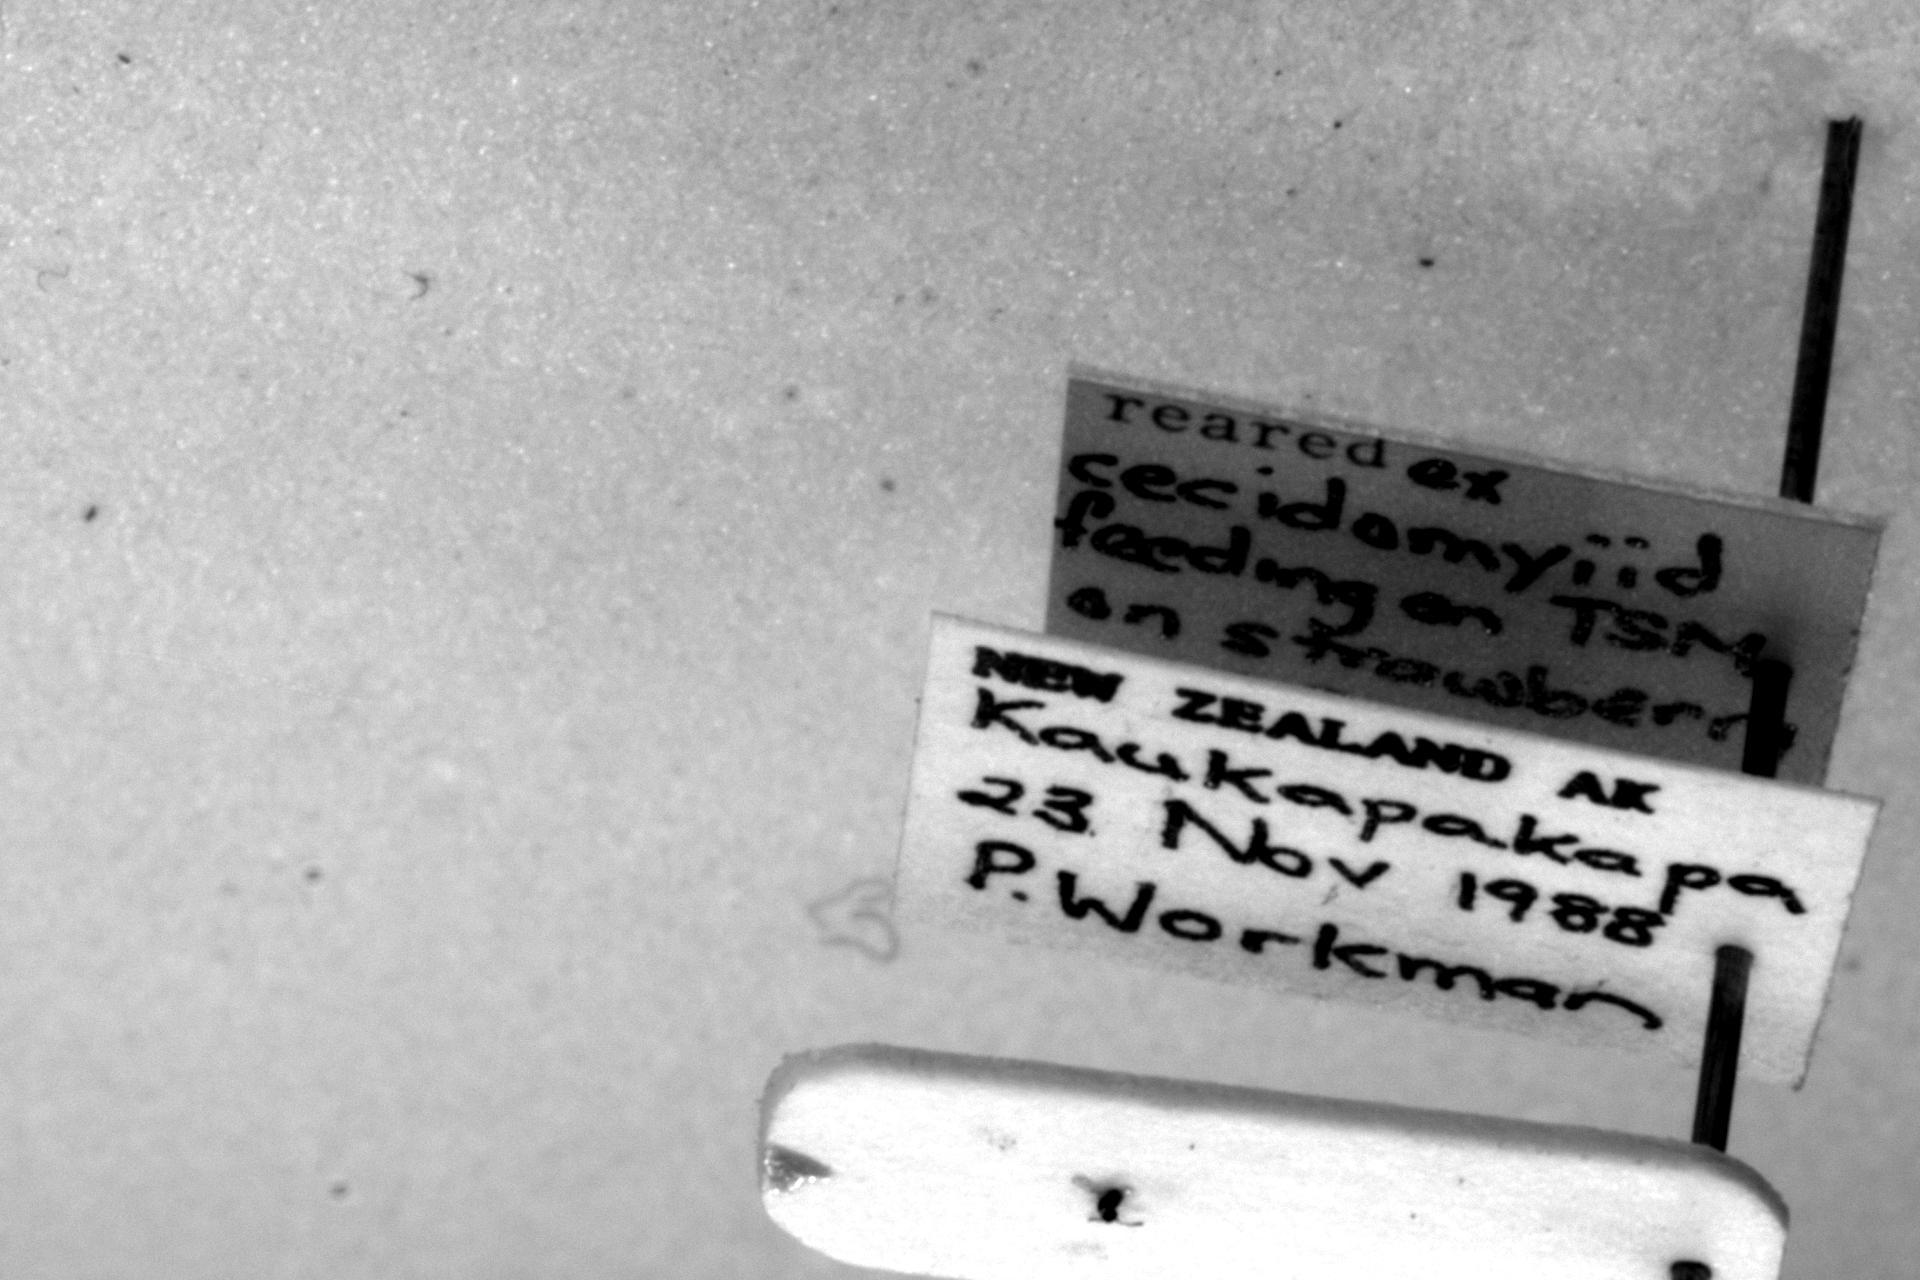 reared ex
cecidomyiid
feeding on TSM
on strawberry
NEW ZEALAND AK
Kaukapakapa
23 Nov 1988
P. Workman